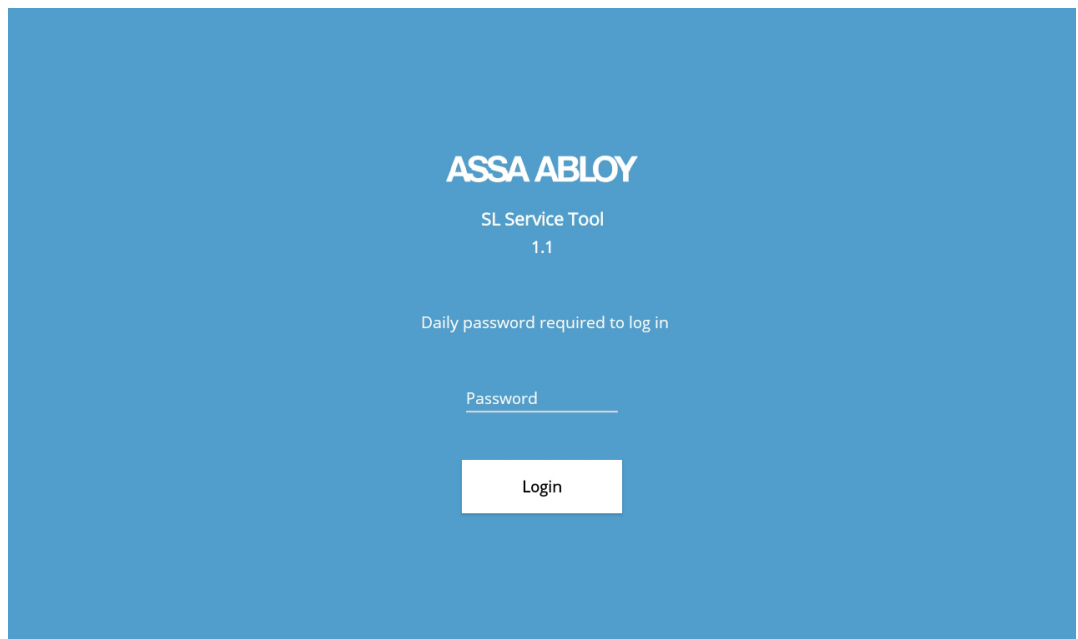 ASSA ABLOY
SL Service Tool
1.1
Daily password required to log in
Password
Login